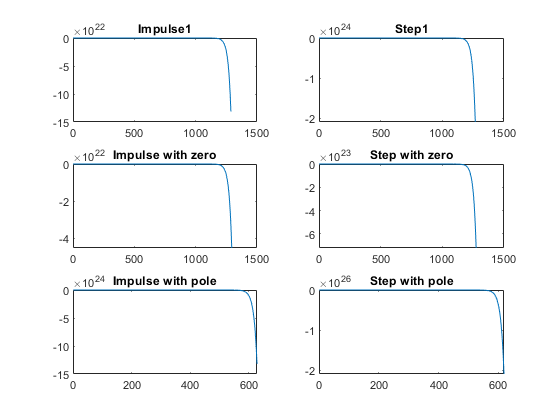 ×10^22 Impulse1
0
-5
-10
-15
0 500 1000 1500
×10^24 Step1
0
-1
-2
0 500 1000 1500
×10^22 Impulse with zero
0
-2
-4
0 500 1000 1500
×10^23 Step with zero
0
-2
-4
-6
0 500 1000 1500
×10^24 Impulse with pole
0
-5
-10
-15
0 200 400 600
×10^26 Step with pole
0
-1
-2
0 200 400 600